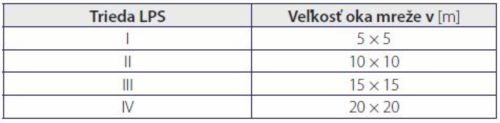 Trieda LPS Veľkosť oka mreže v [m]
I 5 × 5
II 10 × 10
III 15 × 15
IV 20 × 20